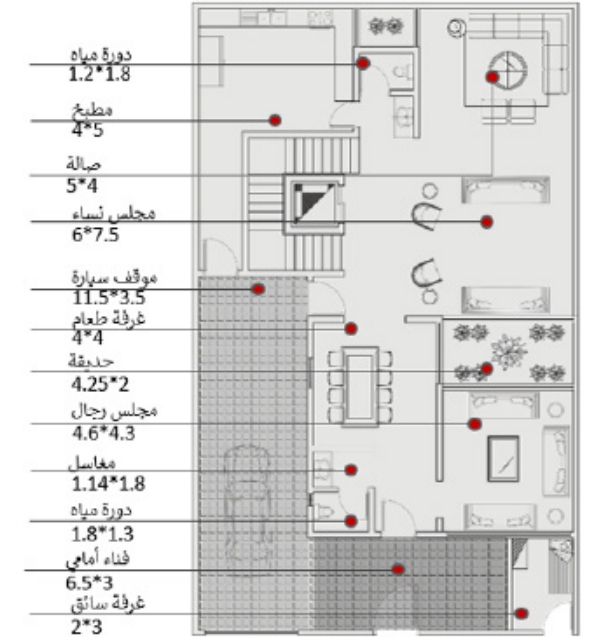 دورة مياه
1.2*1.8
مطبخ
4*5
صالة
5*4
مجلس نساء
6*7.5
موقف سيارة
11.5*3.5
غرفة طعام
4*4
حديقة
4.25*2
مجلس رجال
4.6*4.3
مغاسل
1.14*1.8
دورة مياه
1.8*1.3
فناء أمامي
6.5*3
غرفة سائق
2*3